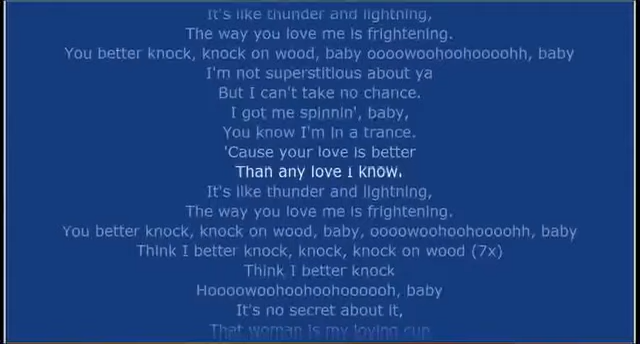 It's like thunder and lightning,
The way you love me is frightening.
You better knock, knock on wood, baby oooowoohoohoooohh, baby
I'm not superstitious about ya
But I can't take no chance.
I got me spinnin', baby,
You know I'm in a trance.
'Cause your love is better
Than any love I know.
It's like thunder and lightning,
The way you love me is frightening.
You better knock, knock on wood, baby, oooowoohoohoooohh, baby
Think I better knock, knock, knock on wood (7x)
Think I better knock
Hoooowoohoohoohoooooh, baby
It's no secret about it,
That woman is my loving cup